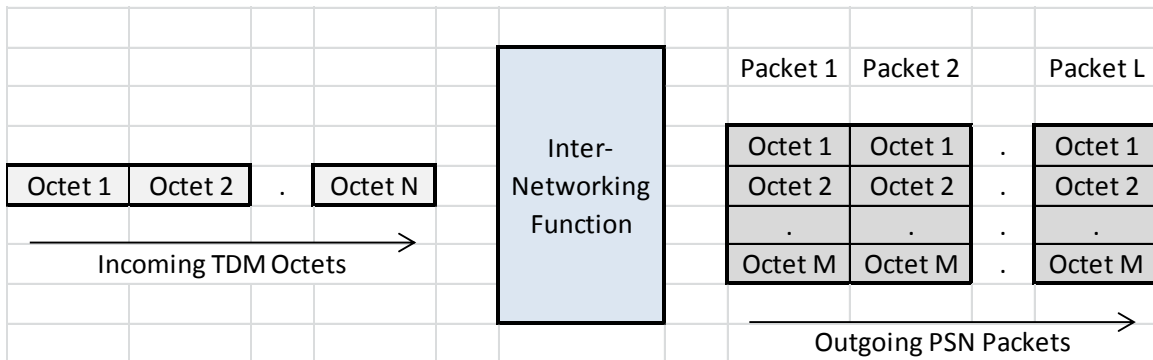 Packet 1 Packet 2 Packet L
Inter-
Networking
Function
Octet 1 Octet 2 . Octet N
Incoming TDM Octets
Octet 1 Octet 1 . Octet 1
Octet 2 Octet 2 . Octet 2
. . . .
Octet M Octet M . Octet M
Outgoing PSN Packets